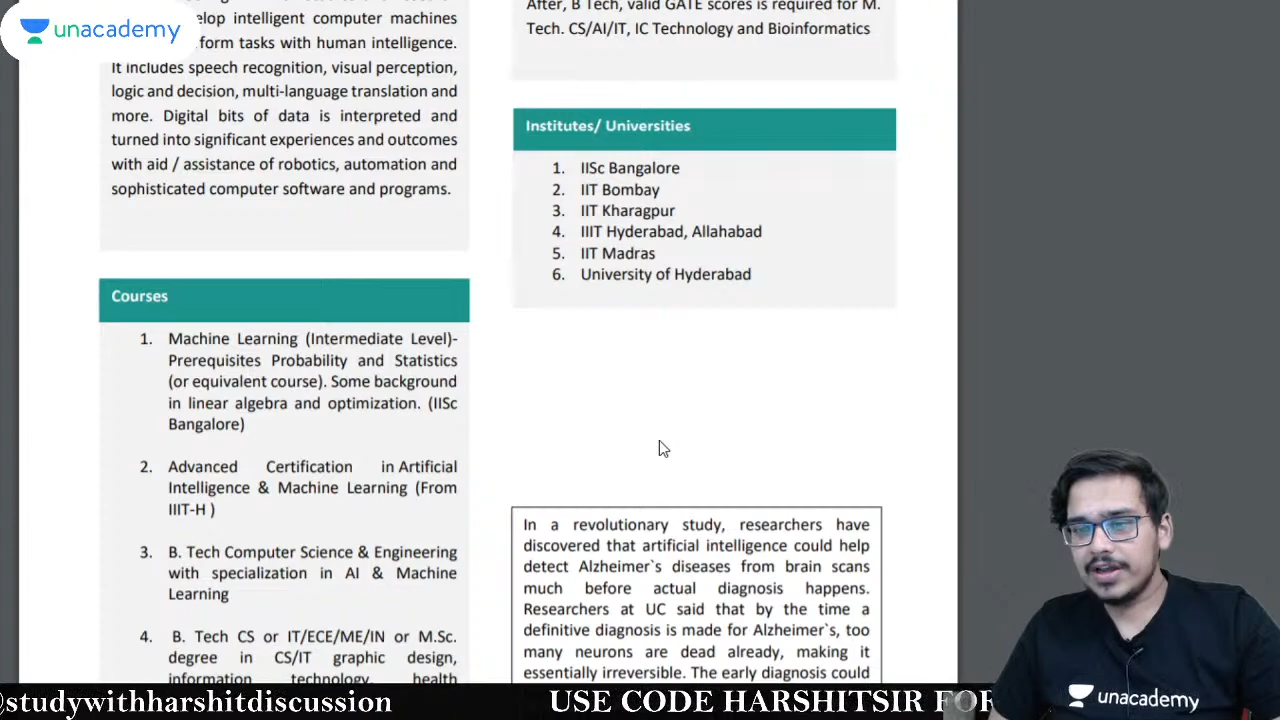 unacademy
velop intelligent computer machines
form tasks with human intelligence.
It includes speech recognition, visual perception,
logic and decision, multi-language translation and
more. Digital bits of data is interpreted and
turned into significant experiences and outcomes
with aid / assistance of robotics, automation and
sophisticated computer software and programs.
Courses
1. Machine Learning (Intermediate Level)-
Prerequisites Probability and Statistics
(or equivalent course). Some background
in linear algebra and optimization. (IISc
Bangalore)
2. Advanced Certification in Artificial
Intelligence & Machine Learning (From
IIIT-H )
3. B. Tech Computer Science & Engineering
with specialization in AI & Machine
Learning
4. B. Tech CS or IT/ECE/ME/IN or M.Sc.
degree in CS/IT graphic design,
information technology, health
After, B Tech, valid GATE scores is required for M.
Tech. CS/AI/IT, IC Technology and Bioinformatics
Institutes/ Universities
1. IISc Bangalore
2. IIT Bombay
3. IIT Kharagpur
4. IIIT Hyderabad, Allahabad
5. IIT Madras
6. University of Hyderabad
In a revolutionary study, researchers have
discovered that artificial intelligence could help
detect Alzheimer`s diseases from brain scans
much before actual diagnosis happens.
Researchers at UC said that by the time a
definitive diagnosis is made for Alzheimer`s, too
many neurons are dead already, making it
essentially irreversible. The early diagnosis could
unacademy
@studywithharshitdiscussion USE CODE HARSHITSIR FOR